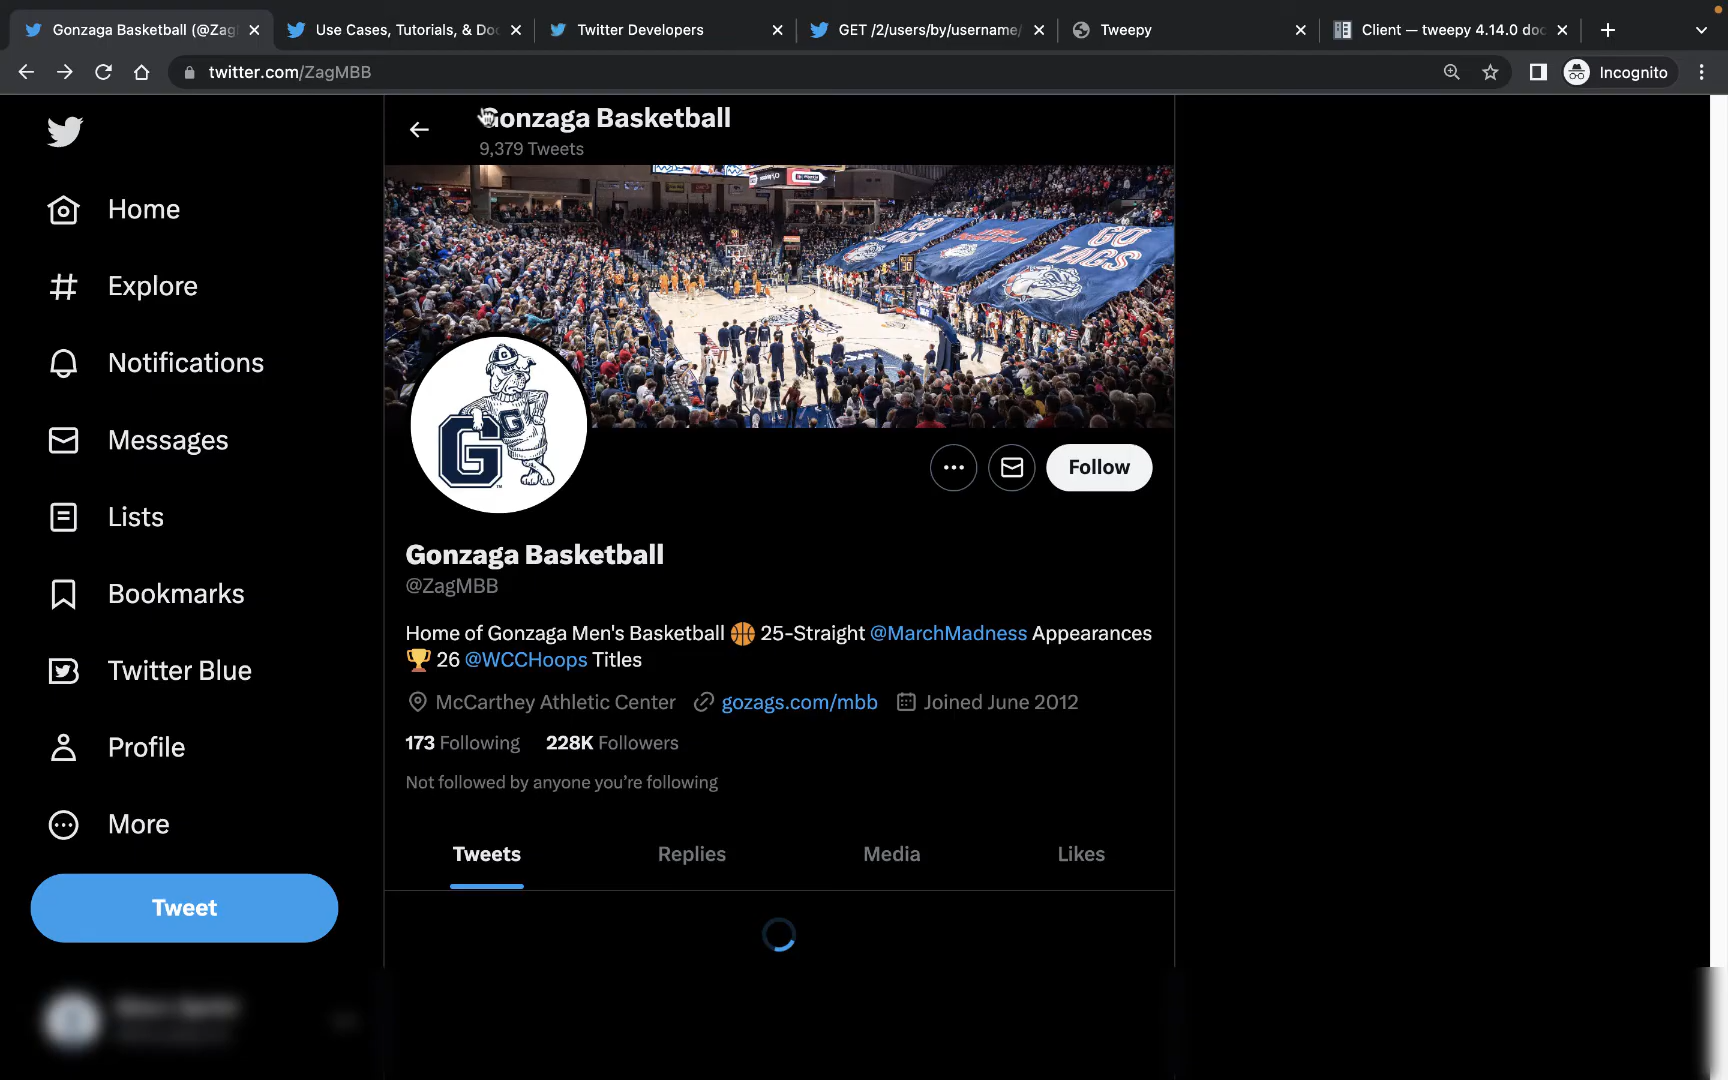 Gonzaga Basketball (@Zag
Use Cases, Tutorials, & Doc
Twitter Developers
GET /2/users/by/username/
Tweepy
Client — tweepy 4.14.0 doc
twitter.com/ZagMBB
Incognito
Gonzaga Basketball
9,379 Tweets
Home
Explore
Notifications
Messages
Lists
Bookmarks
Twitter Blue
Profile
More
Tweet
GO ZAGS
G
G
Follow
Gonzaga Basketball
@ZagMBB
Home of Gonzaga Men's Basketball 🏀 25-Straight @MarchMadness Appearances
🏆 26 @WCCHoops Titles
McCarthey Athletic Center gozags.com/mbb Joined June 2012
173 Following 228K Followers
Not followed by anyone you're following
Tweets Replies Media Likes